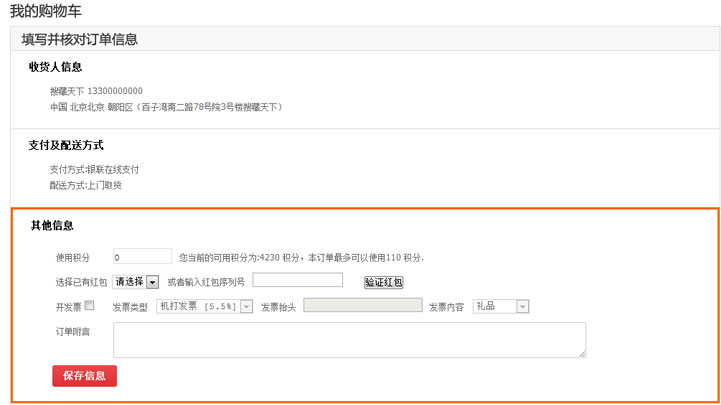 我的购物车
填写并核对订单信息
收货人信息
搜藏天下 13300000000
中国 北京北京 朝阳区（百子湾南二路78号院3号楼搜藏天下）
支付及配送方式
支付方式:银联在线支付
配送方式:上门取货
其他信息
使用积分 0 您当前的可用积分为:4230 积分，本订单最多可以使用110 积分.
选择已有红包 请选择 或者输入红包序列号 验证红包
开发票 发票类型 机打发票 [5.5%] 发票抬头 发票内容 礼品
订单附言
保存信息